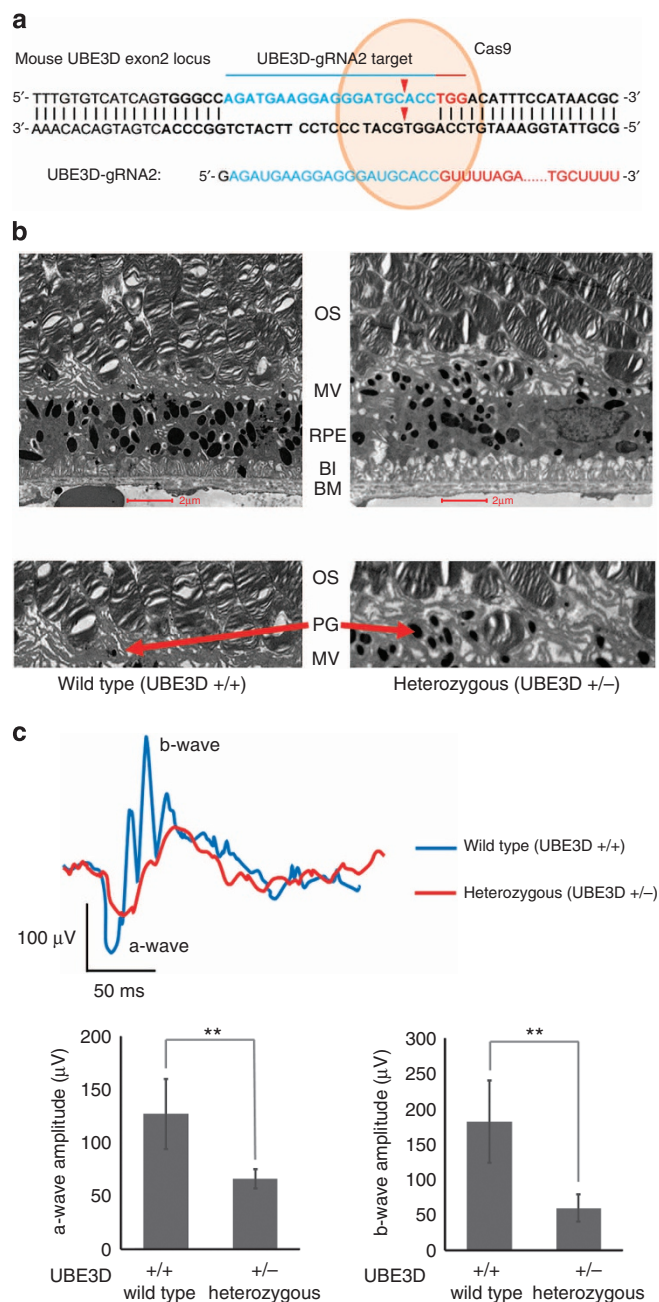 a
Mouse UBE3D exon2 locus UBE3D-gRNA2 target Cas9
5′- TTTGTGTCATCAGTGGGCCAGATGAAGGAGGGATGCACCTGGACATTTCCATAACGC -3′
3′- AAACACAGTAGTCACCCGGTCTACTT CCTCCCTACGTGGACCTGTAAAGGTATTGCG -5′
UBE3D-gRNA2: 5′- GAGAUGAAGGAGGGAUGCACCGUUUUAGA......TGCUUUU -3′
b
OS
MV
RPE
BI
BM
2μm 2μm
OS
PG
MV
Wild type (UBE3D +/+) Heterozygous (UBE3D +/−)
c
b-wave
Wild type (UBE3D +/+)
Heterozygous (UBE3D +/−)
100 μV
a-wave
50 ms
a-wave amplitude (μV)
200
150
100
50
0
**
UBE3D +/+ +/−
wild type heterozygous
b-wave amplitude (μV)
300
250
200
150
100
50
0
**
UBE3D +/+ +/−
wild type heterozygous